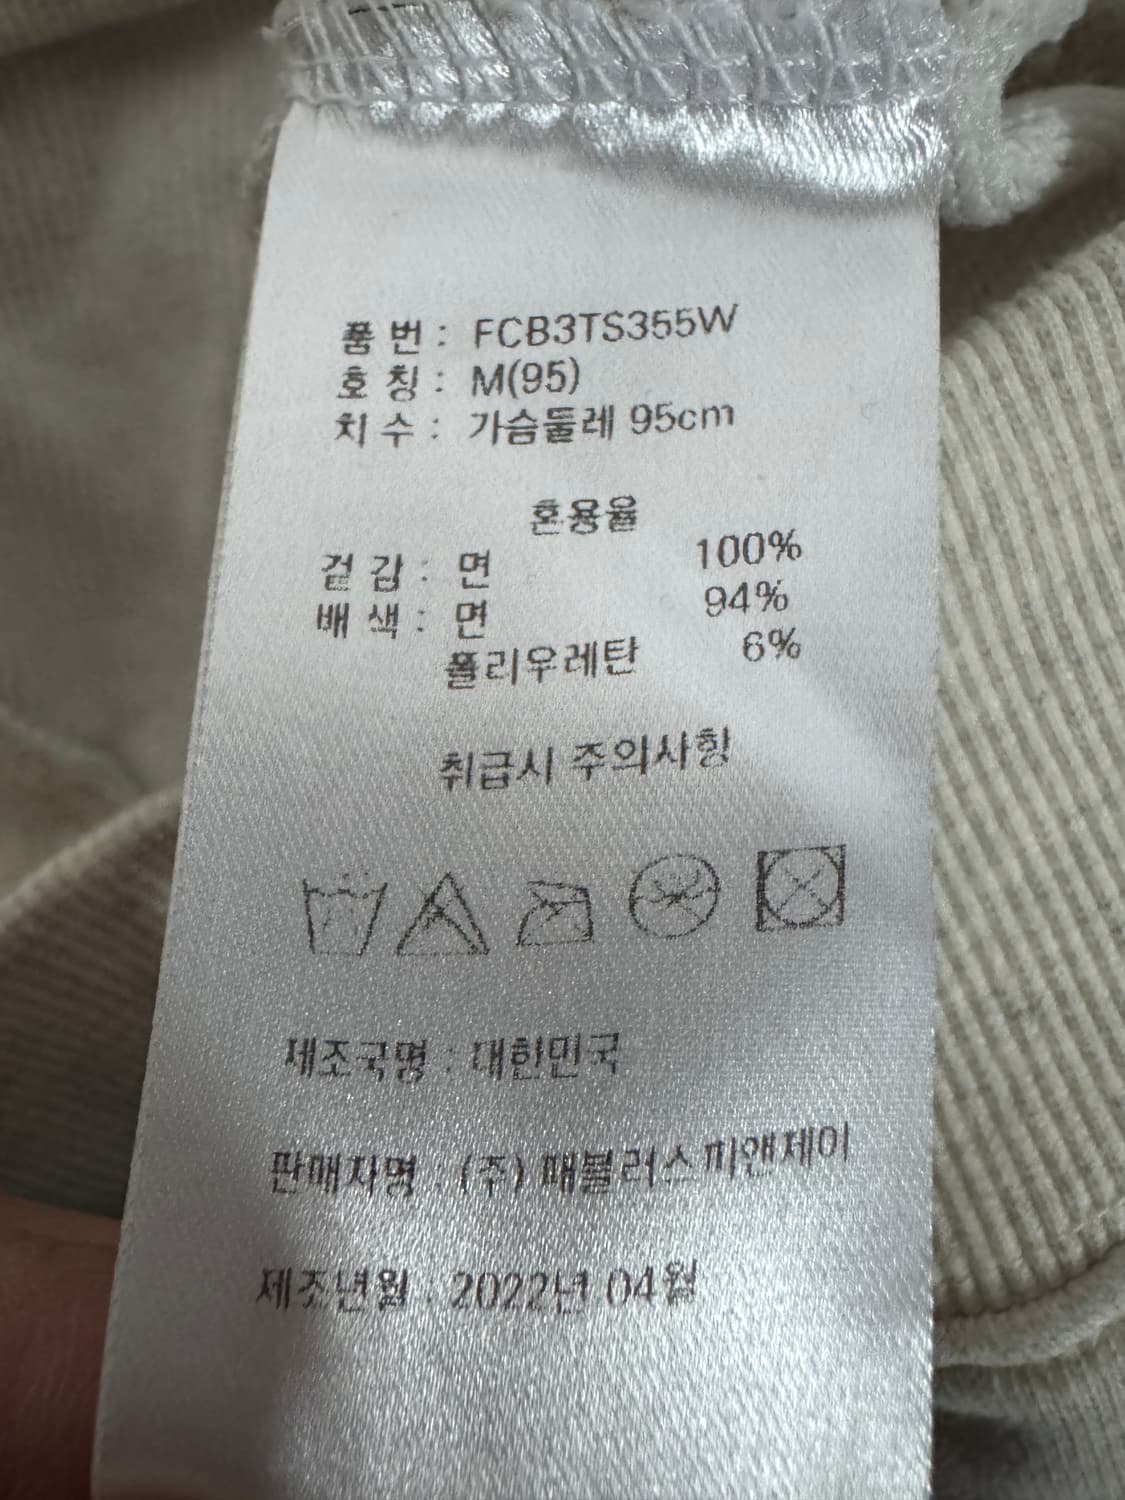 품 번 : FCB3TS355W
호 칭 : M(95)
치 수 : 가슴둘레 95cm
혼용율
겉 감 : 면 100%
배 색 : 면 94%
폴리우레탄 6%
취급시 주의사항
제조국명 : 대한민국
판매자명 : (주) 패블러스피앤제이
제조년월 : 2022년 04월